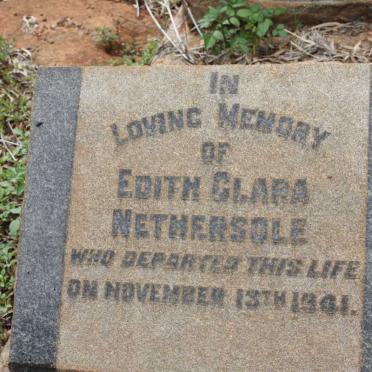 IN
LOVING MEMORY
OF
EDITH CLARA
NETHERSOLE
WHO DEPARTED THIS LIFE
ON NOVEMBER 13TH 1941.